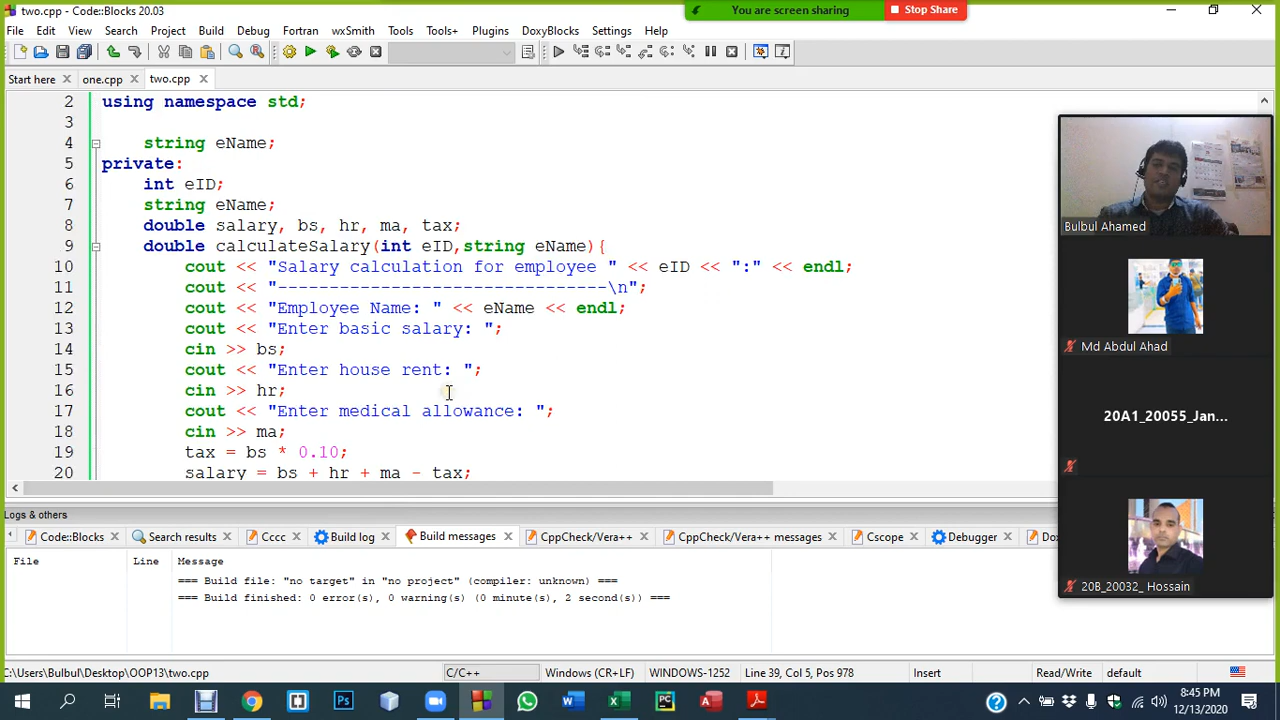 two.cpp - Code::Blocks 20.03
You are screen sharing
Stop Share
File Edit View Search Project Build Debug Fortran wxSmith Tools Tools+ Plugins DoxyBlocks Settings Help
Start here one.cpp two.cpp
2 using namespace std;
3
4 string eName;
5 private:
6 int eID;
7 string eName;
8 double salary, bs, hr, ma, tax;
9 double calculateSalary(int eID,string eName){
10 cout << "Salary calculation for employee " << eID << ":" << endl;
11 cout << "-------------------------------\n";
12 cout << "Employee Name: " << eName << endl;
13 cout << "Enter basic salary: ";
14 cin >> bs;
15 cout << "Enter house rent: ";
16 cin >> hr;
17 cout << "Enter medical allowance: ";
18 cin >> ma;
19 tax = bs * 0.10;
20 salary = bs + hr + ma - tax;
Bulbul Ahamed
Md Abdul Ahad
20A1_20055_Jan...
20B_20032_ Hossain
Logs & others
Code::Blocks Search results Cccc Build log Build messages CppCheck/Vera++ CppCheck/Vera++ messages Cscope Debugger Do
File Line Message
=== Build file: "no target" in "no project" (compiler: unknown) ===
=== Build finished: 0 error(s), 0 warning(s) (0 minute(s), 2 second(s)) ===
C:\Users\Bulbul\Desktop\OOP13\two.cpp C/C++ Windows (CR+LF) WINDOWS-1252 Line 39, Col 5, Pos 978 Insert Read/Write default
8:45 PM
12/13/2020